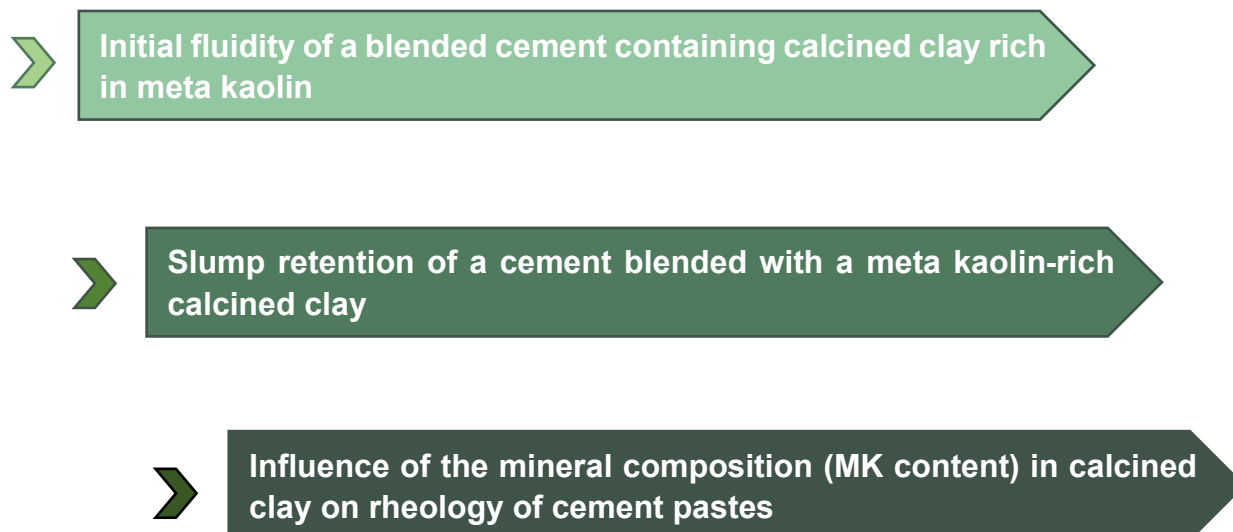 Initial fluidity of a blended cement containing calcined clay rich
in meta kaolin
Slump retention of a cement blended with a meta kaolin-rich
calcined clay
Influence of the mineral composition (MK content) in calcined
clay on rheology of cement pastes